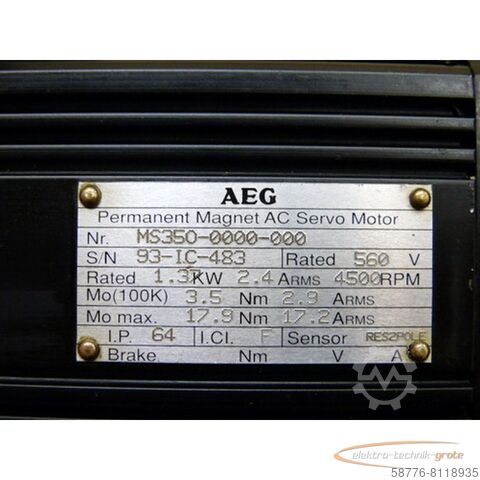 AEG
Permanent Magnet AC Servo Motor
Nr. MS350-0000-000
S/N 93-IC-483 Rated 560 V
Rated 1.3KW 2.4 ARMS 4500RPM
Mo(100K) 3.5 Nm 2.9 ARMS
Mo max. 17.9 Nm 17.2 ARMS
I.P. 64 I.Cl. F Sensor RES2POLE
Brake Nm V A
MACHINESEEKER
elektro-technik-grote
58776-8118935